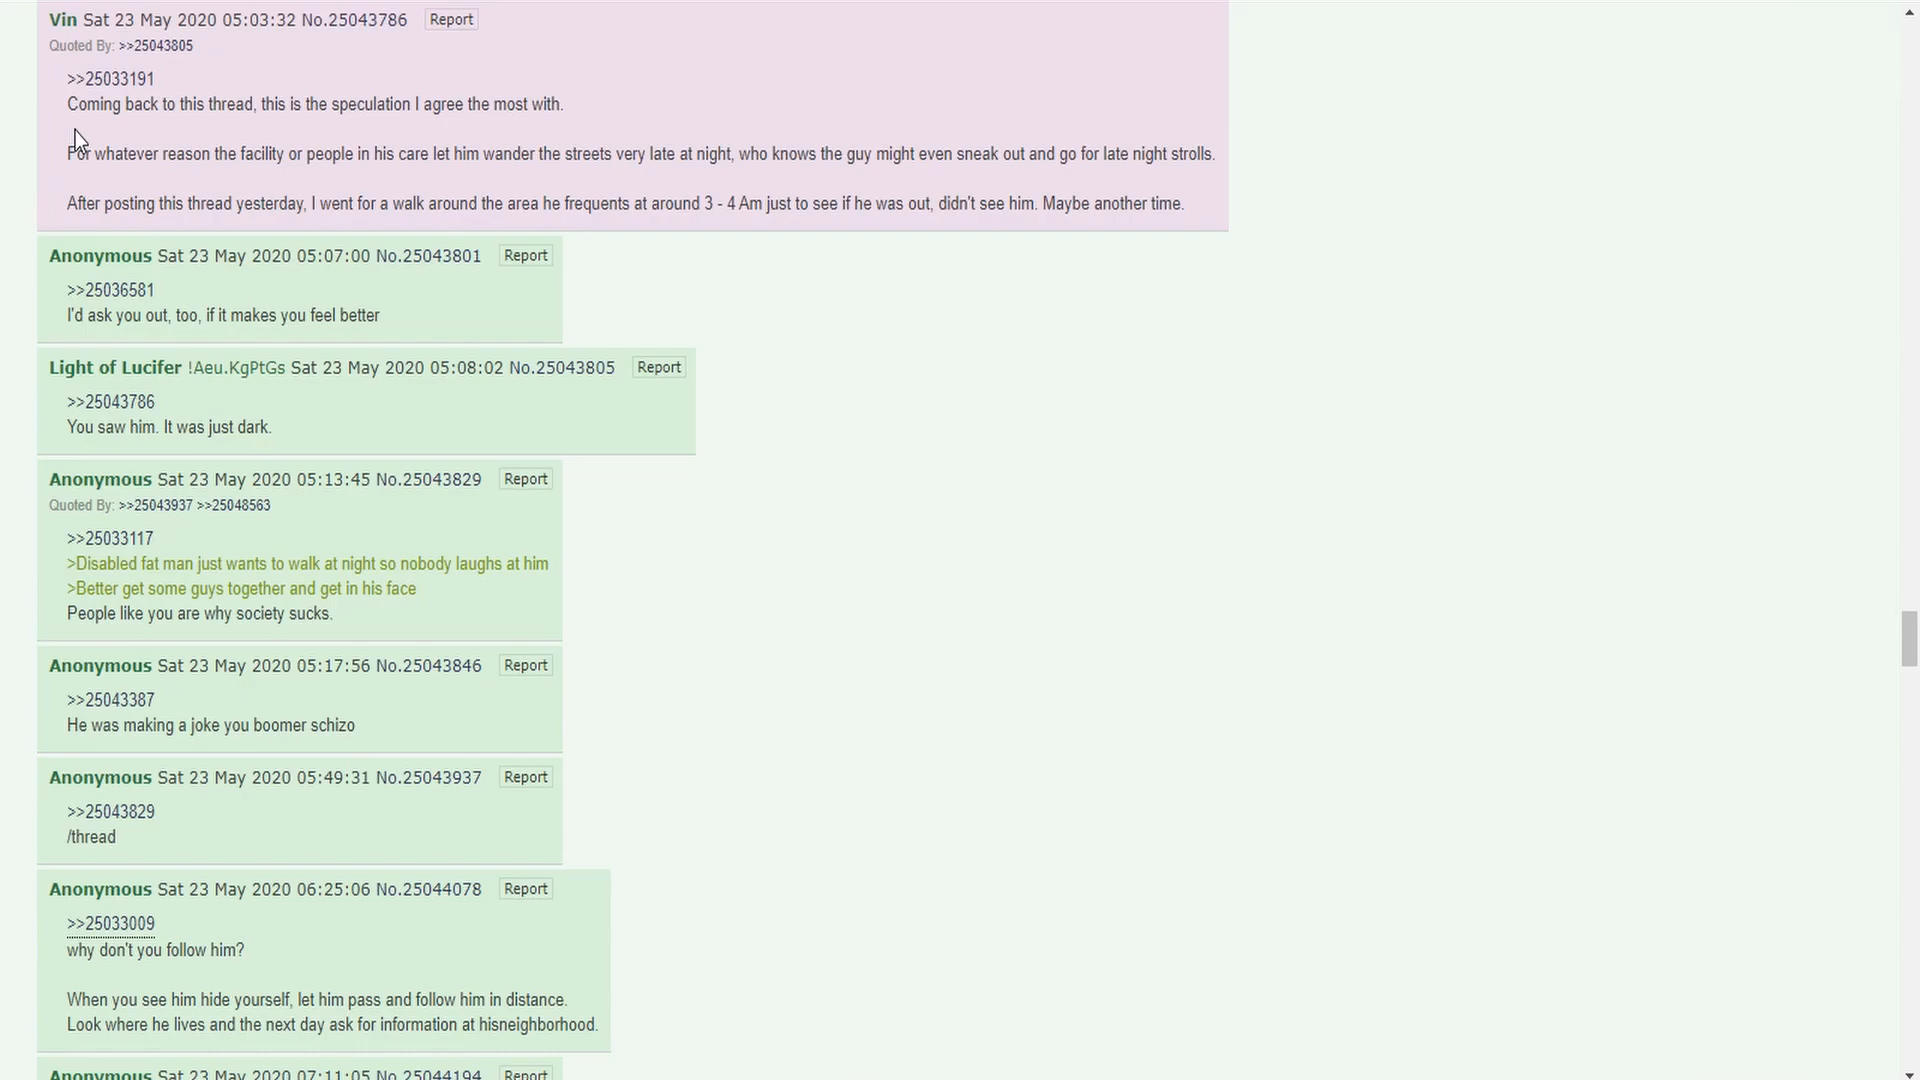 Vin Sat 23 May 2020 05:03:32 No.25043786 Report
Quoted By: >>25043805
>>25033191
Coming back to this thread, this is the speculation I agree the most with.
For whatever reason the facility or people in his care let him wander the streets very late at night, who knows the guy might even sneak out and go for late night strolls.
After posting this thread yesterday, I went for a walk around the area he frequents at around 3 - 4 Am just to see if he was out, didn't see him. Maybe another time.
Anonymous Sat 23 May 2020 05:07:00 No.25043801 Report
>>25036581
I'd ask you out, too, if it makes you feel better
Light of Lucifer !Aeu.KgPtGs Sat 23 May 2020 05:08:02 No.25043805 Report
>>25043786
You saw him. It was just dark.
Anonymous Sat 23 May 2020 05:13:45 No.25043829 Report
Quoted By: >>25043937 >>25048563
>>25033117
>Disabled fat man just wants to walk at night so nobody laughs at him
>Better get some guys together and get in his face
People like you are why society sucks.
Anonymous Sat 23 May 2020 05:17:56 No.25043846 Report
>>25043387
He was making a joke you boomer schizo
Anonymous Sat 23 May 2020 05:49:31 No.25043937 Report
>>25043829
/thread
Anonymous Sat 23 May 2020 06:25:06 No.25044078 Report
>>25033009
why don't you follow him?
When you see him hide yourself, let him pass and follow him in distance.
Look where he lives and the next day ask for information at hisneighborhood.
Anonymous Sat 23 May 2020 07:11:05 No.25044194 Report